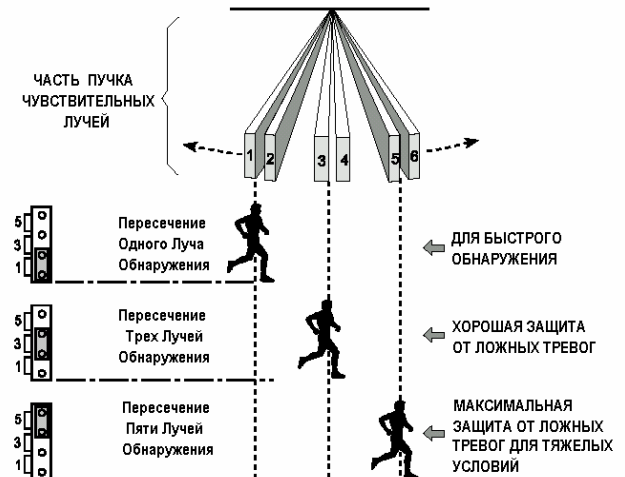 ЧАСТЬ ПУЧКА
ЧУВСТВИТЕЛЬНЫХ
ЛУЧЕЙ
1 2 3 4 5 6
5
3
1
Пересечение
Одного Луча
Обнаружения
ДЛЯ БЫСТРОГО
ОБНАРУЖЕНИЯ
5
3
1
Пересечение
Трех Лучей
Обнаружения
ХОРОШАЯ ЗАЩИТА
ОТ ЛОЖНЫХ ТРЕВОГ
5
3
1
Пересечение
Пяти Лучей
Обнаружения
МАКСИМАЛЬНАЯ
ЗАЩИТА ОТ ЛОЖНЫХ
ТРЕВОГ ДЛЯ ТЯЖЕЛЫХ
УСЛОВИЙ